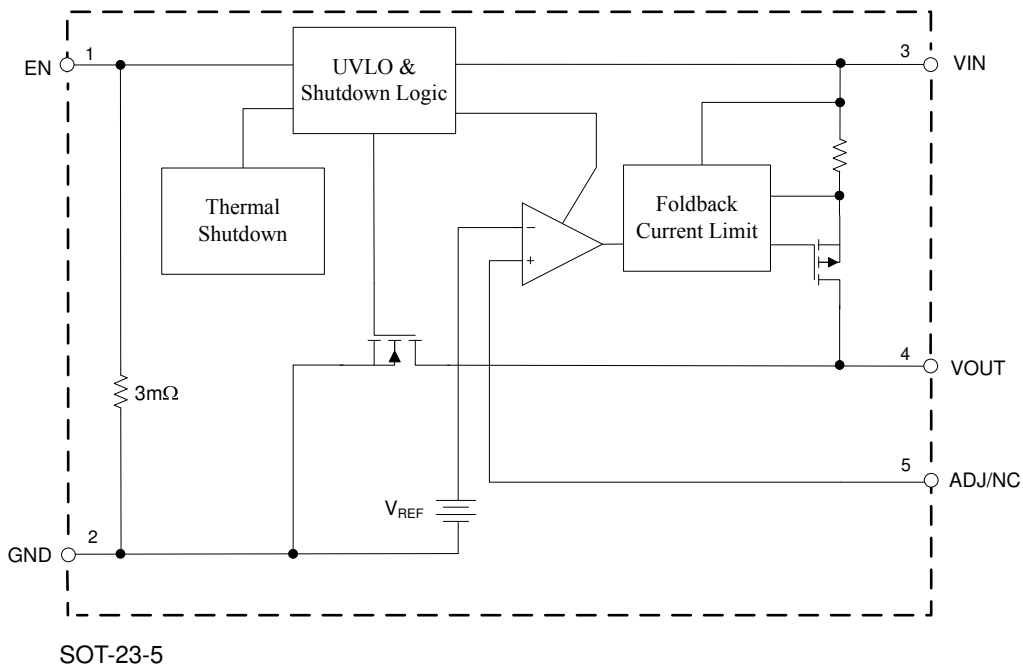 EN
1
UVLO &
Shutdown Logic
3
VIN
Thermal
Shutdown
Foldback
Current Limit
−
+
4
VOUT
3mΩ
5
ADJ/NC
VREF
GND
2
SOT-23-5